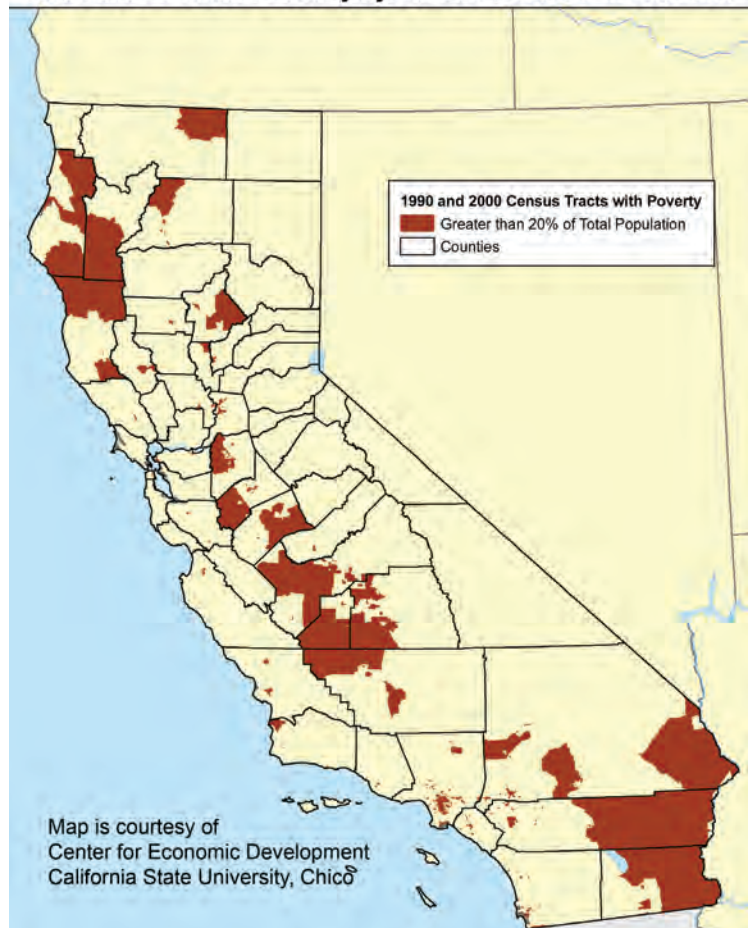 1990 and 2000 Census Tracts with Poverty
Greater than 20% of Total Population
Counties
Map is courtesy of
Center for Economic Development
California State University, Chico